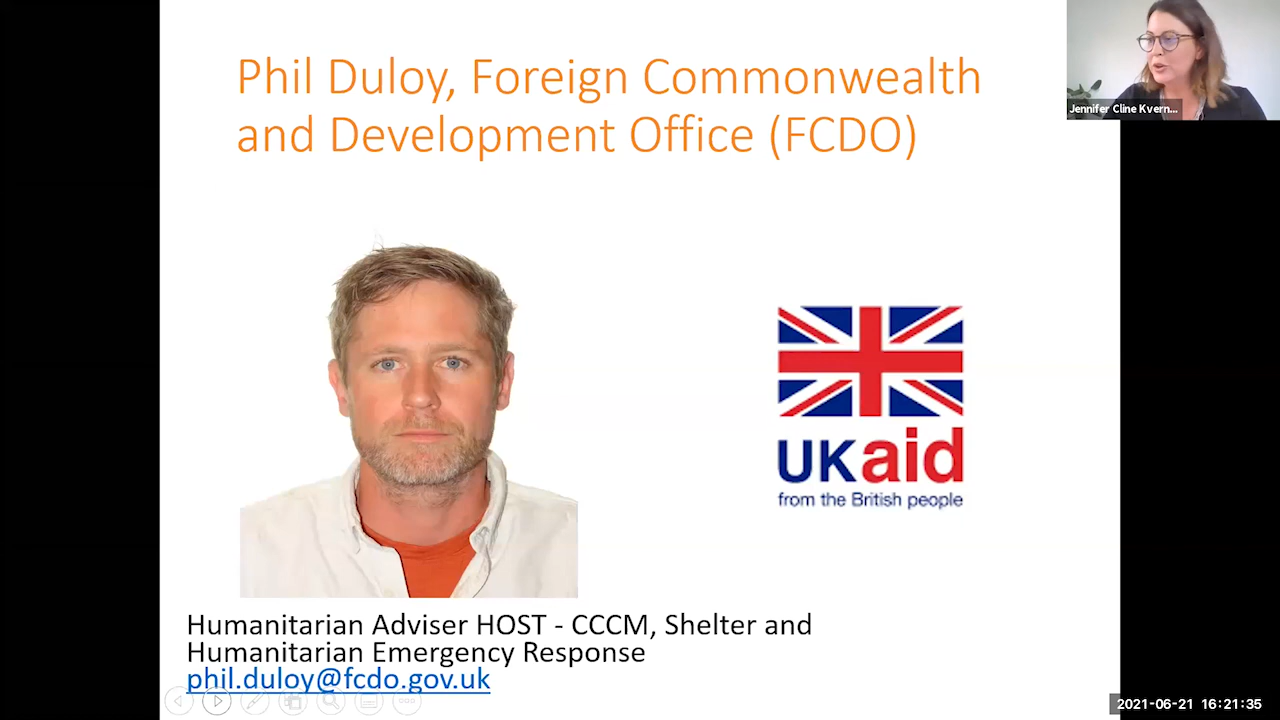 Phil Duloy, Foreign Commonwealth
and Development Office (FCDO)
Jennifer Cline Kvern...
UKaid
from the British people
Humanitarian Adviser HOST - CCCM, Shelter and
Humanitarian Emergency Response
phil.duloy@fcdo.gov.uk
2021-06-21 16:21:35